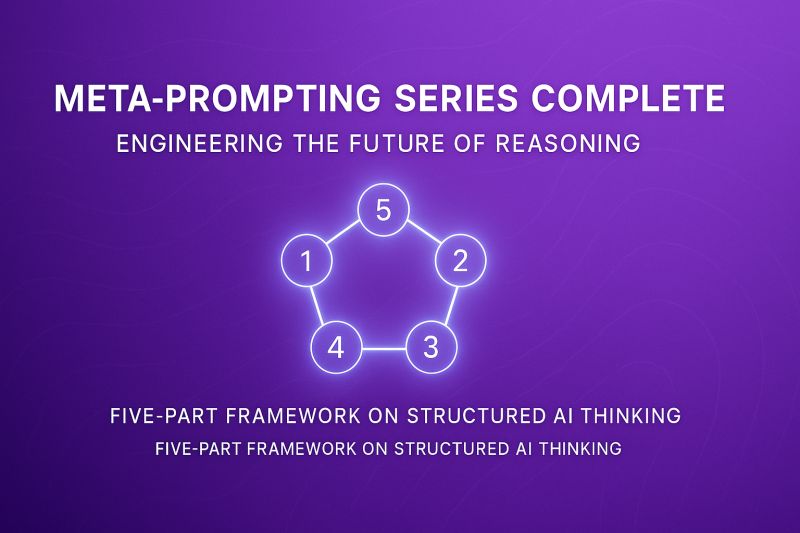 META-PROMPTING SERIES COMPLETE
ENGINEERING THE FUTURE OF REASONING
5
1
2
4
3
FIVE-PART FRAMEWORK ON STRUCTURED AI THINKING
FIVE-PART FRAMEWORK ON STRUCTURED AI THINKING